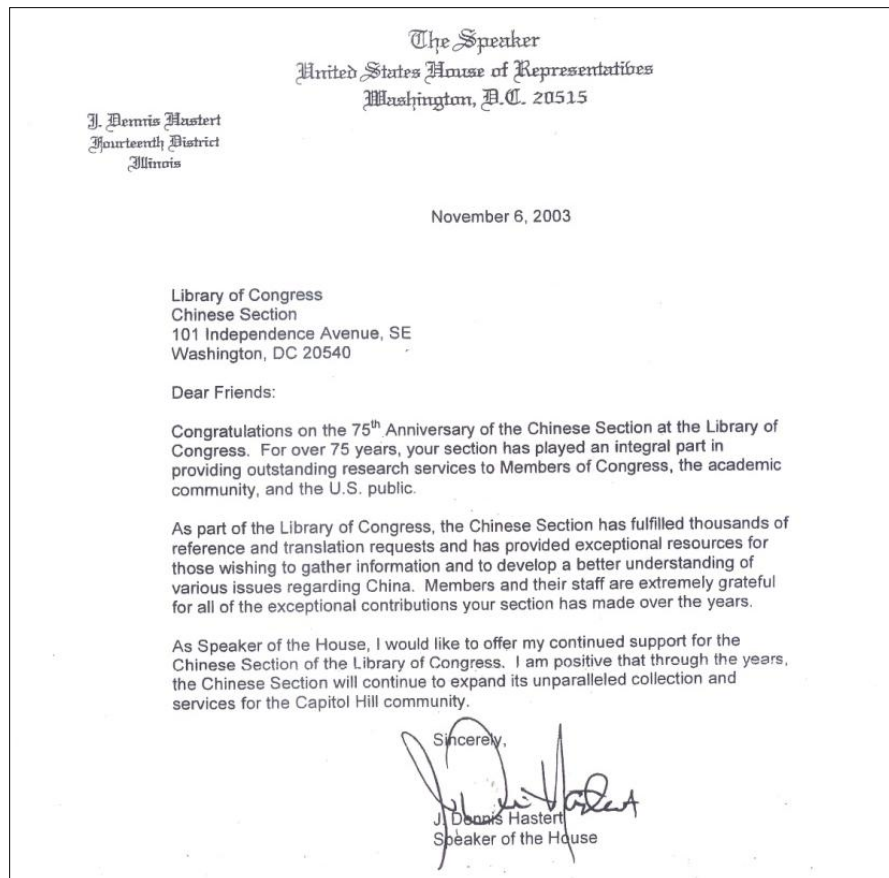 The Speaker
United States House of Representatives
Washington, D.C. 20515
J. Dennis Hastert
Fourteenth District
Illinois
November 6, 2003
Library of Congress
Chinese Section
101 Independence Avenue, SE
Washington, DC 20540
Dear Friends:
Congratulations on the 75th Anniversary of the Chinese Section at the Library of
Congress. For over 75 years, your section has played an integral part in
providing outstanding research services to Members of Congress, the academic
community, and the U.S. public.
As part of the Library of Congress, the Chinese Section has fulfilled thousands of
reference and translation requests and has provided exceptional resources for
those wishing to gather information and to develop a better understanding of
various issues regarding China. Members and their staff are extremely grateful
for all of the exceptional contributions your section has made over the years.
As Speaker of the House, I would like to offer my continued support for the
Chinese Section of the Library of Congress. I am positive that through the years,
the Chinese Section will continue to expand its unparalleled collection and
services for the Capitol Hill community.
Sincerely,
J. Dennis Hastert
Speaker of the House